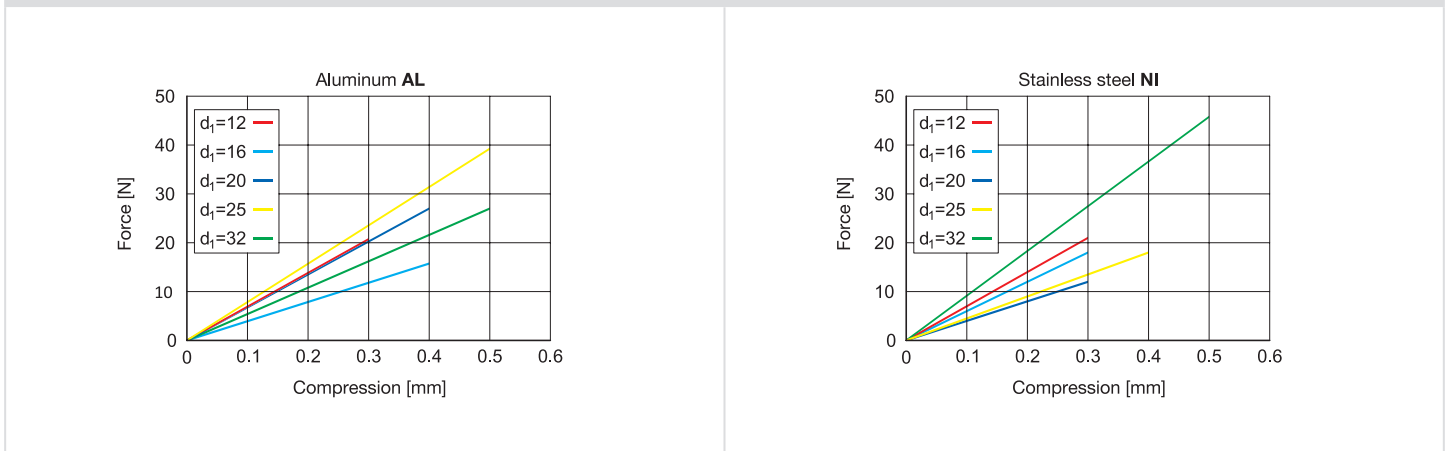 Aluminum AL
50
40
30
20
10
0
d₁=12
d₁=16
d₁=20
d₁=25
d₁=32
Force [N]
0 0.1 0.2 0.3 0.4 0.5 0.6
Compression [mm]
Stainless steel NI
50
40
30
20
10
0
d₁=12
d₁=16
d₁=20
d₁=25
d₁=32
Force [N]
0 0.1 0.2 0.3 0.4 0.5 0.6
Compression [mm]